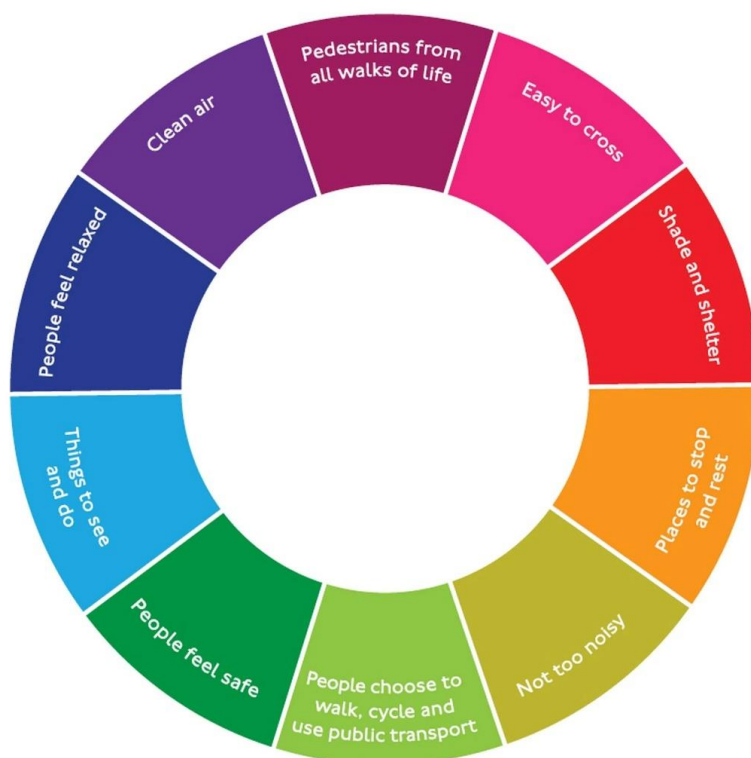 Pedestrians from
all walks of life
Easy to cross
Shade and shelter
Places to stop
and rest
Not too noisy
People choose to
walk, cycle and
use public transport
People feel safe
Things to see
and do
People feel relaxed
Clean air